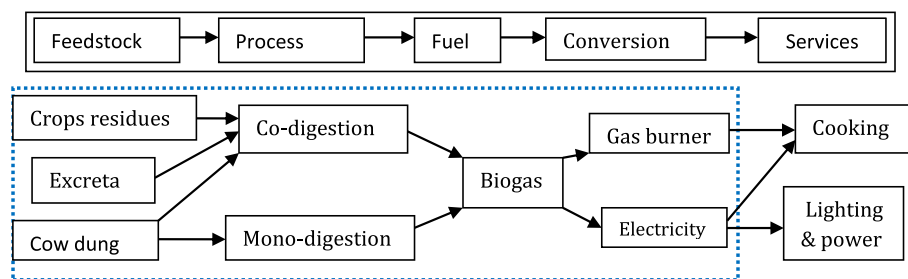 Feedstock
Process
Fuel
Conversion
Services
Crops residues
Co-digestion
Gas burner
Cooking
Excreta
Biogas
Cow dung
Mono-digestion
Electricity
Lighting
& power